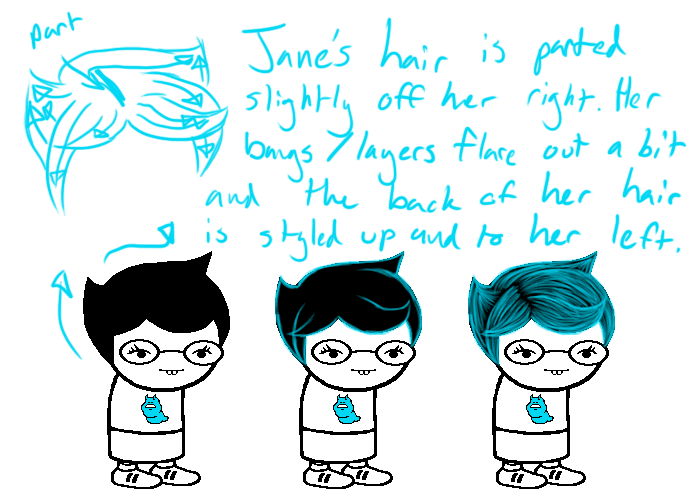 part
Jane's hair is parted
slightly off her right. Her
bangs/layers flare out a bit
and the back of her hair
is styled up and to her left.